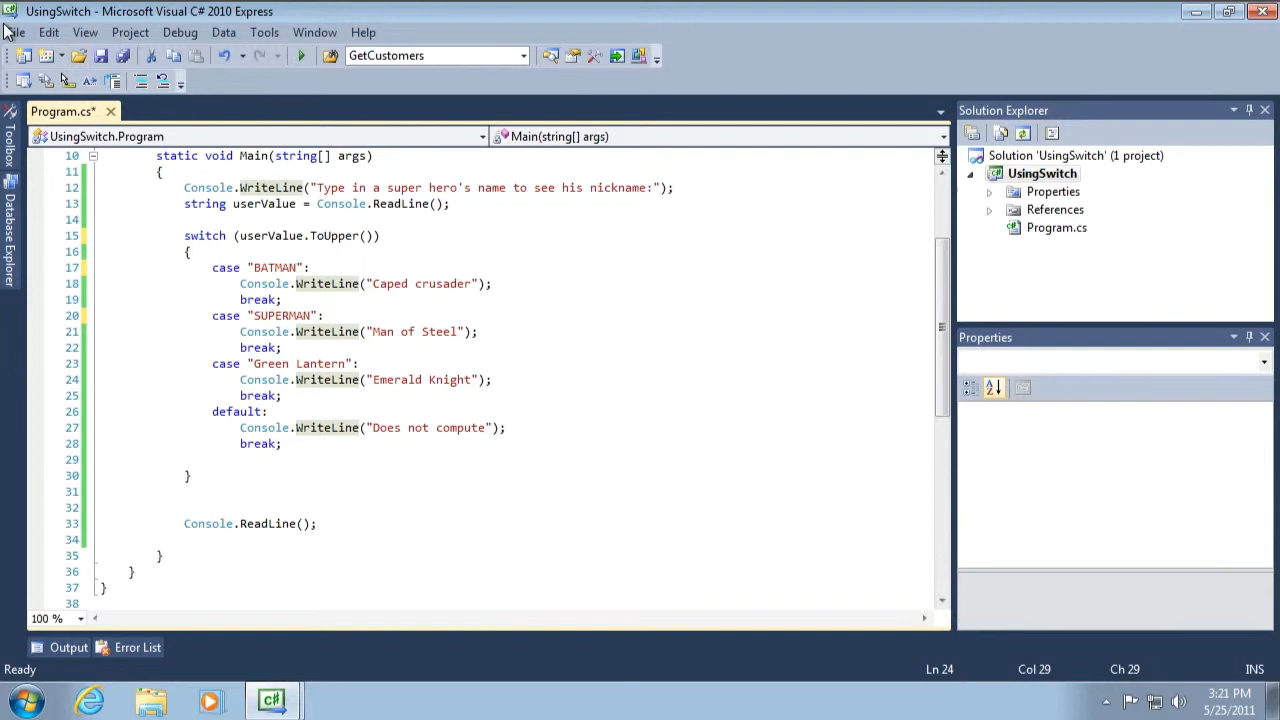 UsingSwitch - Microsoft Visual C# 2010 Express
Edit View Project Debug Data Tools Window Help
GetCustomers
Program.cs*
UsingSwitch.Program
Main(string[] args)
10 static void Main(string[] args)
11 {
12 Console.WriteLine("Type in a super hero's name to see his nickname:");
13 string userValue = Console.ReadLine();
14
15 switch (userValue.ToUpper())
16 {
17 case "BATMAN":
18 Console.WriteLine("Caped crusader");
19 break;
20 case "SUPERMAN":
21 Console.WriteLine("Man of Steel");
22 break;
23 case "Green Lantern":
24 Console.WriteLine("Emerald Knight");
25 break;
26 default:
27 Console.WriteLine("Does not compute");
28 break;
29
30 }
31
32
33 Console.ReadLine();
34
35 }
36 }
37 }
38
100 %
Toolbox
Database Explorer
Solution Explorer
Solution 'UsingSwitch' (1 project)
UsingSwitch
Properties
References
Program.cs
Properties
Output
Error List
Ready
Ln 24
Col 29
Ch 29
INS
3:21 PM
5/25/2011